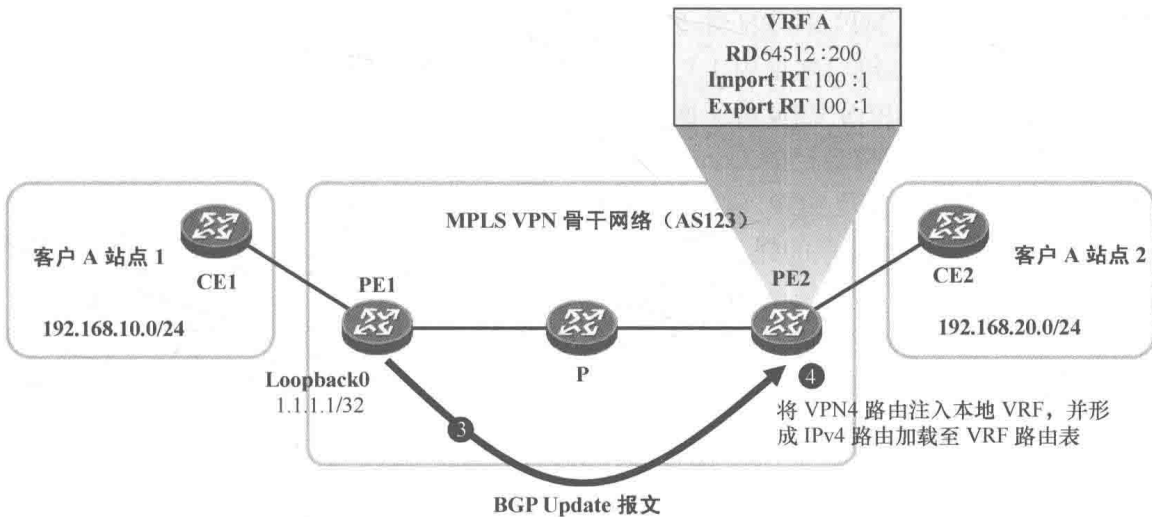 VRF A
RD 64512 :200
Import RT 100 :1
Export RT 100 :1
MPLS VPN 骨干网络（AS123）
客户 A 站点 1
CE1
192.168.10.0/24
PE1
Loopback0
1.1.1.1/32
P
PE2
CE2
客户 A 站点 2
192.168.20.0/24
3
4
将 VPN4 路由注入本地 VRF，并形
成 IPv4 路由加载至 VRF 路由表
BGP Update 报文